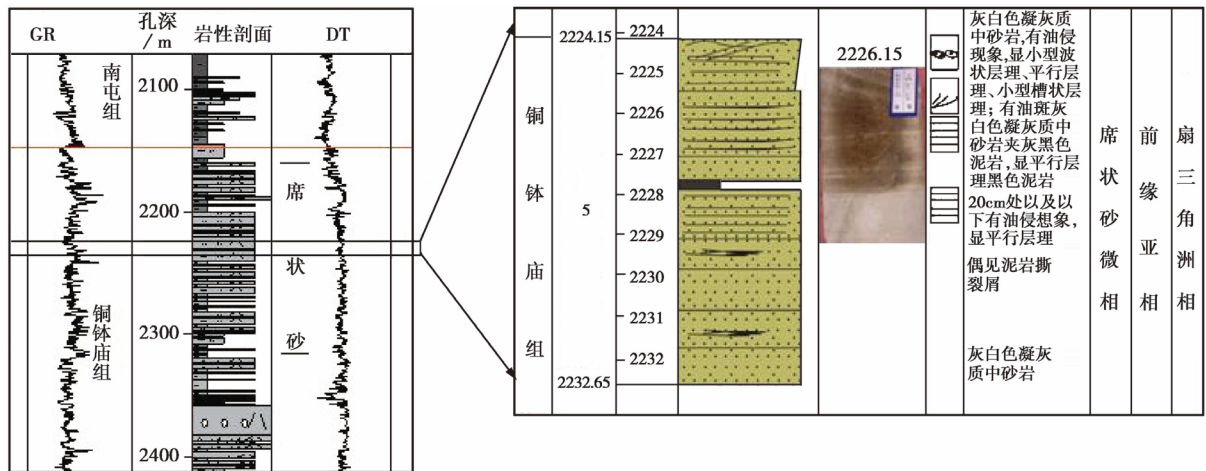 GR
孔深
/ m
岩性剖面
DT
南屯组
铜钵庙组
2100
2200
2300
2400
席
状
砂
2224.15
2232.65
铜
钵
庙
组
5
2224
2225
2226
2227
2228
2229
2230
2231
2232
2226.15
灰白色凝灰质
中砂岩,有油侵
现象,显小型波
状层理、平行层
理、小型槽状层
理;有油斑灰
白色凝灰质中
砂岩夹灰黑色
泥岩,显平行层
理黑色泥岩
20cm处以及以
下有油侵想象,
显平行层理
偶见泥岩撕
裂屑
灰白色凝灰
质中砂岩
席状砂微相
前缘亚相
扇三角洲相